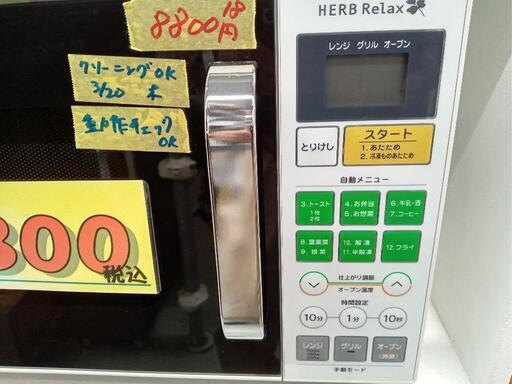 18
8800円
クリーニングOK
3/20 木
動作チェック
OK
800
税込
HERB Relax
レンジ グリル オーブン
とりけし
スタート
1.あたため
2.冷凍ものあたため
自動メニュー
3.トースト
1枚
2枚
4.お弁当
5.お惣菜
6.牛乳・酒
7.コーヒー
8.葉果菜
9.根菜
10.解凍
11.半解凍
12.フライ
仕上がり調節
オーブン温度
時間設定
10分
1分
10秒
レンジ
グリル
オーブン
(発酵)
手動モード